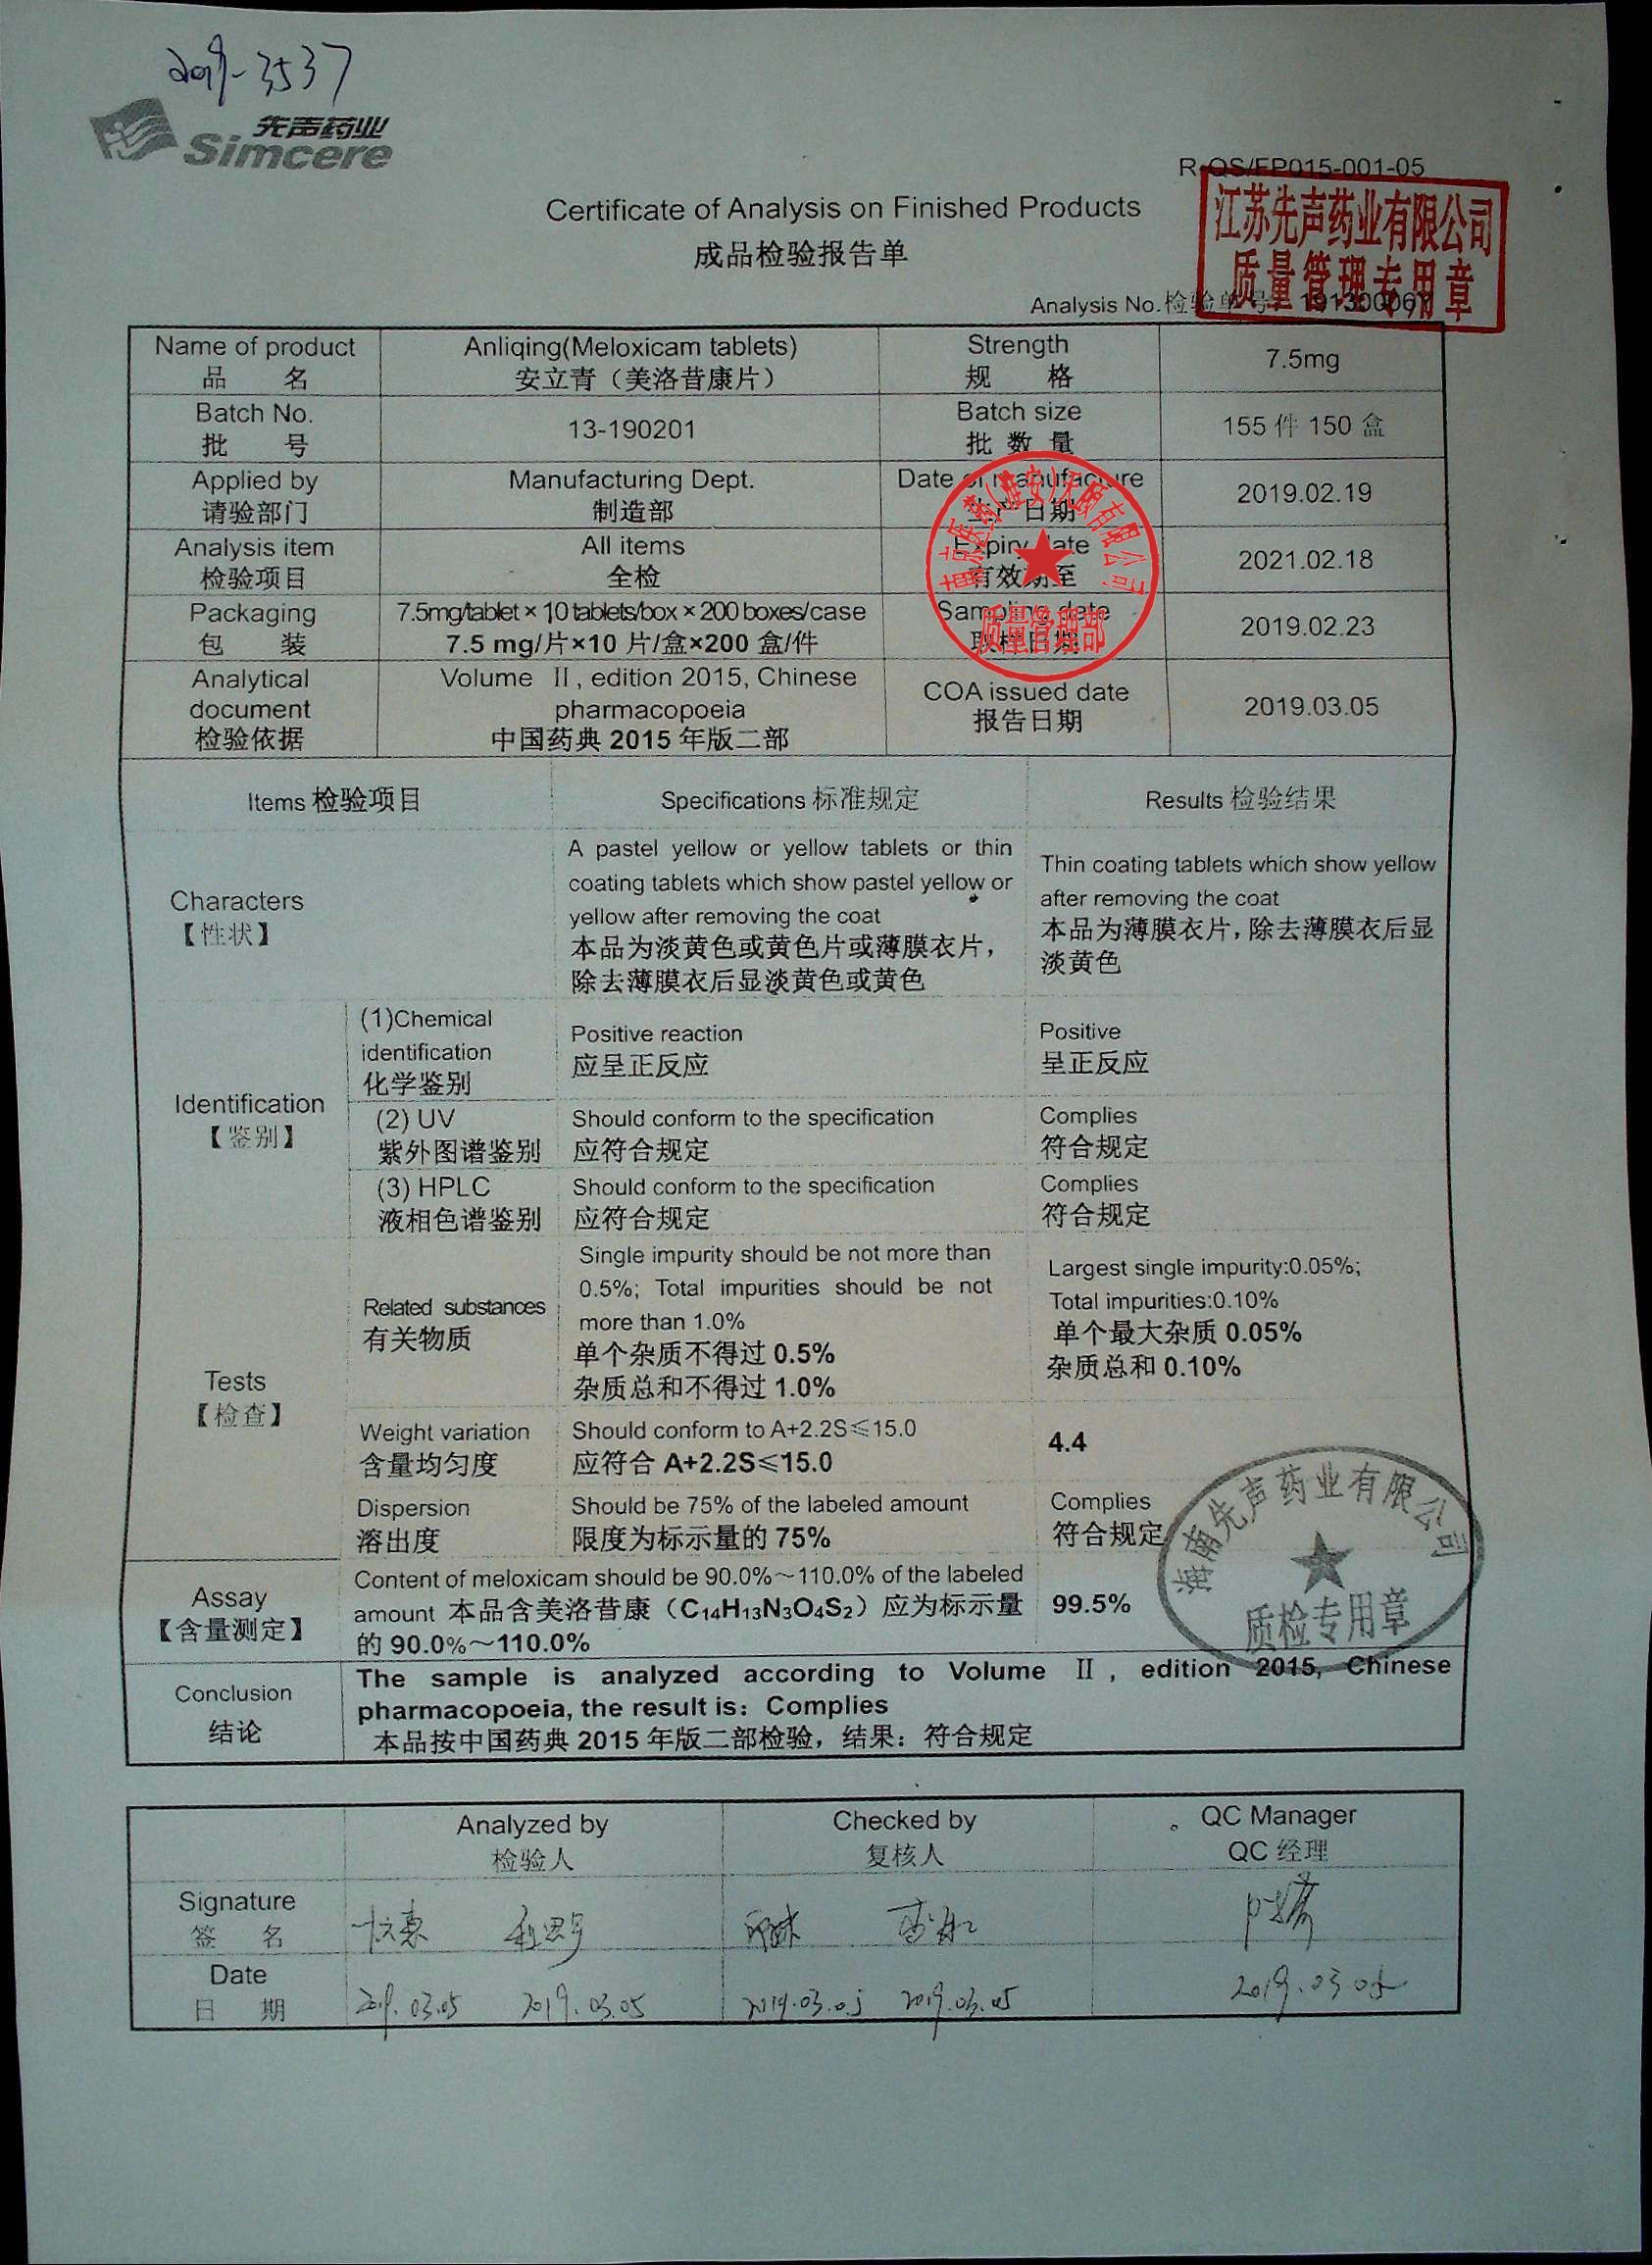 2019-3537
先声药业
Simcere
R-QS/FP015-001-05
江苏先声药业有限公司
质量管理专用章
Certificate of Analysis on Finished Products
成品检验报告单
Analysis No.检验单号
Name of product
品 名
Anliqing(Meloxicam tablets)
安立青（美洛昔康片）
Strength
规 格
7.5mg
Batch No.
批 号
13-190201
Batch size
批 数 量
155 件 150 盒
Applied by
请验部门
Manufacturing Dept.
制造部
Date of manufacture
生产日期
2019.02.19
Analysis item
检验项目
All items
全检
Expiry date
有效期至
2021.02.18
Packaging
包 装
7.5mg/tablet×10 tablets/box×200 boxes/case
7.5 mg/片×10 片/盒×200 盒/件
Sampling date
取样日期
2019.02.23
有限公司
质量管理部
Analytical
document
检验依据
Volume Ⅱ, edition 2015, Chinese
pharmacopoeia
中国药典 2015 年版二部
COA issued date
报告日期
2019.03.05
Items 检验项目
Specifications 标准规定
Results 检验结果
Characters
【性状】
A pastel yellow or yellow tablets or thin
coating tablets which show pastel yellow or
yellow after removing the coat
本品为淡黄色或黄色片或薄膜衣片，
除去薄膜衣后显淡黄色或黄色
Thin coating tablets which show yellow
after removing the coat
本品为薄膜衣片，除去薄膜衣后显
淡黄色
Identification
【鉴别】
(1)Chemical
identification
化学鉴别
Positive reaction
应呈正反应
Positive
呈正反应
(2) UV
紫外图谱鉴别
Should conform to the specification
应符合规定
Complies
符合规定
(3) HPLC
液相色谱鉴别
Should conform to the specification
应符合规定
Complies
符合规定
Tests
【检查】
Related substances
有关物质
Single impurity should be not more than
0.5%; Total impurities should be not
more than 1.0%
单个杂质不得过 0.5%
杂质总和不得过 1.0%
Largest single impurity:0.05%;
Total impurities:0.10%
单个最大杂质 0.05%
杂质总和 0.10%
Weight variation
含量均匀度
Should conform to A+2.2S≤15.0
应符合 A+2.2S≤15.0
4.4
Dispersion
溶出度
Should be 75% of the labeled amount
限度为标示量的 75%
Complies
符合规定
海南先声药业有限公司
质检专用章
Assay
【含量测定】
Content of meloxicam should be 90.0%～110.0% of the labeled
amount 本品含美洛昔康（C₁₄H₁₃N₃O₄S₂）应为标示量
的 90.0%～110.0%
99.5%
Conclusion
结论
The sample is analyzed according to Volume Ⅱ, edition 2015, Chinese
pharmacopoeia, the result is: Complies
本品按中国药典 2015 年版二部检验，结果：符合规定
Analyzed by
检验人
Checked by
复核人
QC Manager
QC 经理
Signature
签 名
Date
日 期
2019.03.05 2019.03.05
2019.03.05 2019.03.05
2019.03.05